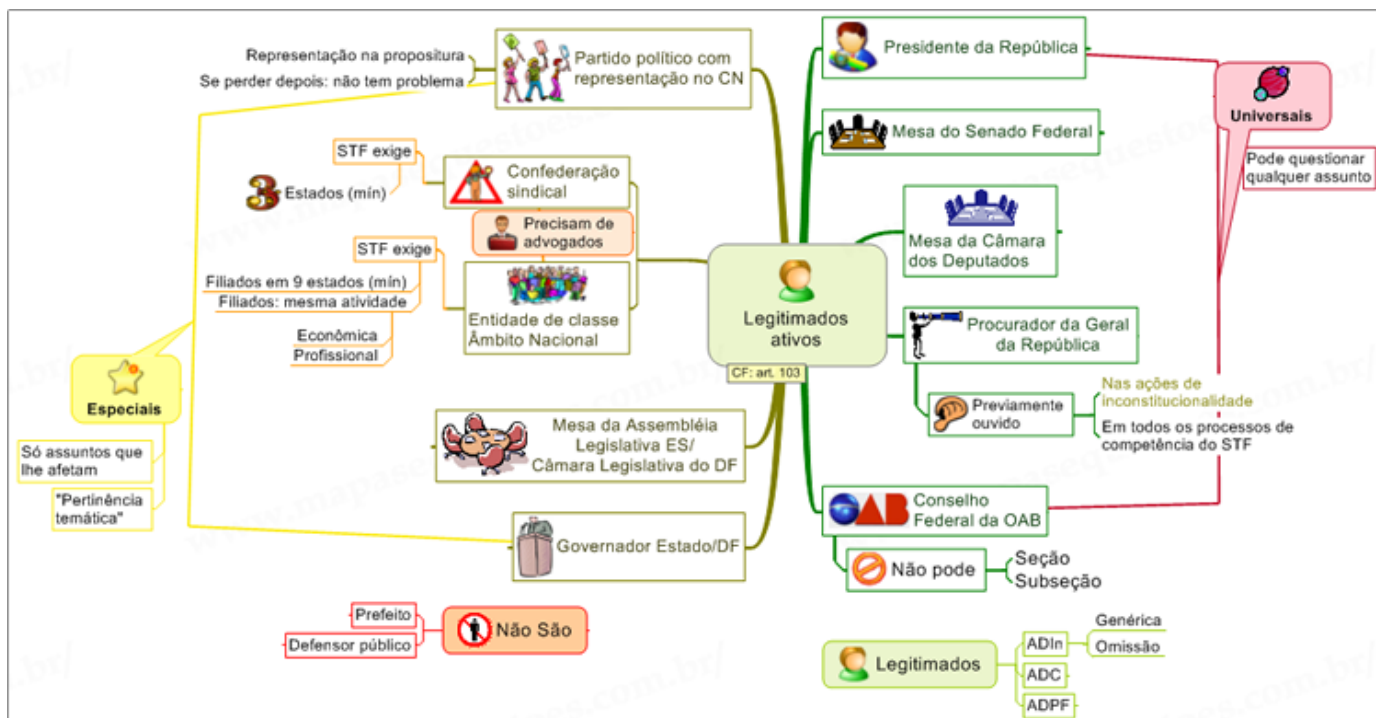 Representação na propositura
Se perder depois: não tem problema
Partido político com
representação no CN
STF exige
3 Estados (mín)
Confederação
sindical
Precisam de
advogados
STF exige
Filiados em 9 estados (mín)
Filiados: mesma atividade
Econômica
Profissional
Entidade de classe
Âmbito Nacional
Especiais
Só assuntos que
lhe afetam
"Pertinência
temática"
Mesa da Assembléia
Legislativa ES/
Câmara Legislativa do DF
Governador Estado/DF
Prefeito
Defensor público
Não São
Legitimados
ativos
CF: art. 103
Presidente da República
Mesa do Senado Federal
Mesa da Câmara
dos Deputados
Procurador da Geral
da República
Previamente
ouvido
Nas ações de
inconstitucionalidade
Em todos os processos de
competência do STF
OAB
Conselho
Federal da OAB
Não pode
Seção
Subseção
Universais
Pode questionar
qualquer assunto
Legitimados
ADIn
Genérica
Omissão
ADC
ADPF
www.mapasequestoes.com.br/